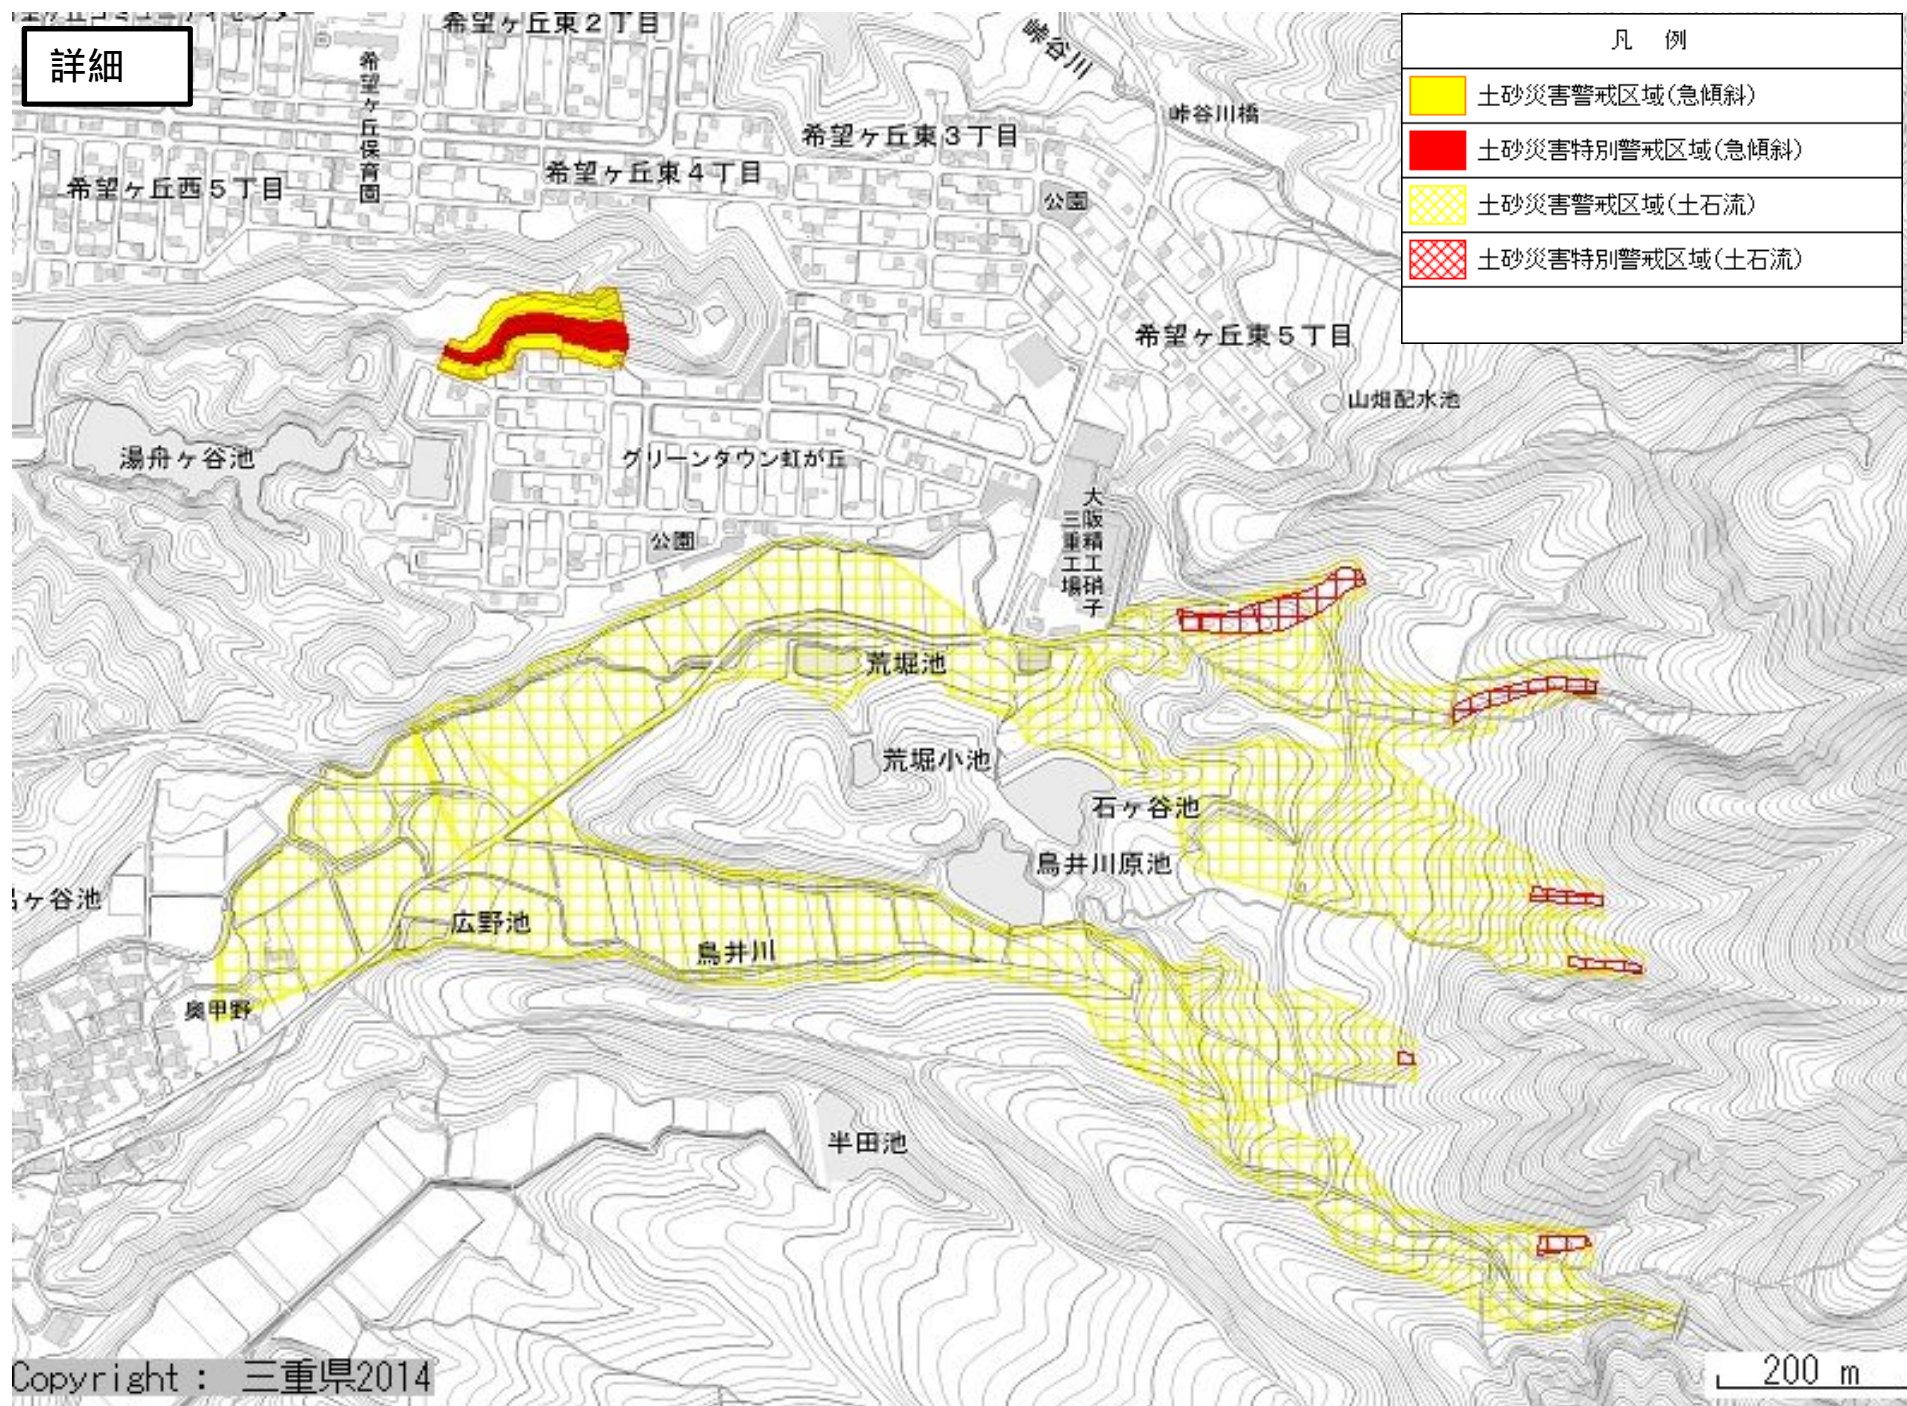 詳細
希望ヶ丘東２丁目
峠谷川
凡 例
土砂災害警戒区域(急傾斜)
土砂災害特別警戒区域(急傾斜)
土砂災害警戒区域(土石流)
土砂災害特別警戒区域(土石流)
希望ヶ丘保育園
峠谷川橋
希望ヶ丘東３丁目
希望ヶ丘東４丁目
希望ヶ丘西５丁目
公園
希望ヶ丘東５丁目
山畑配水池
湯舟ヶ谷池
グリーンタウン虹が丘
大阪精工硝子
三重工場
公園
荒堀池
荒堀小池
石ヶ谷池
鳥井川原池
ヶ谷池
広野池
鳥井川
奥甲野
半田池
Copyright： 三重県2014
200 m